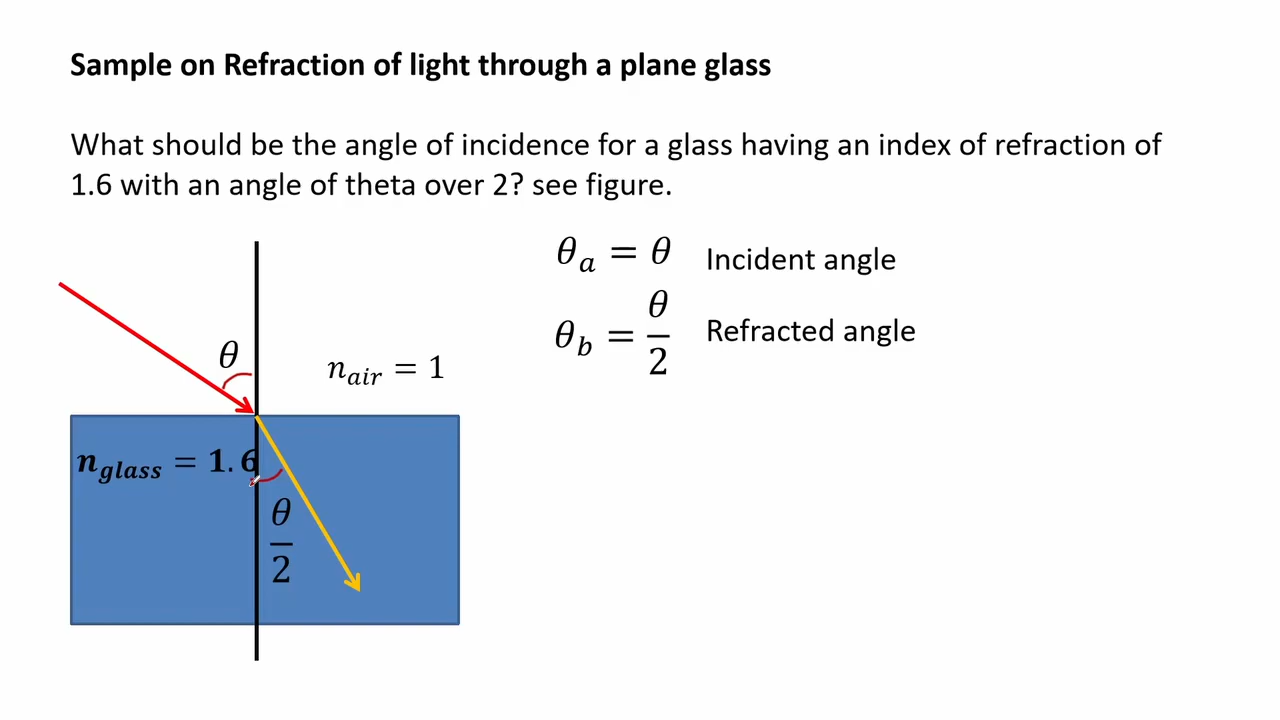 Sample on Refraction of light through a plane glass
What should be the angle of incidence for a glass having an index of refraction of
1.6 with an angle of theta over 2? see figure.
θₐ = θ Incident angle
θ_b = θ/2 Refracted angle
θ
n_air = 1
n_glass = 1.6
θ/2